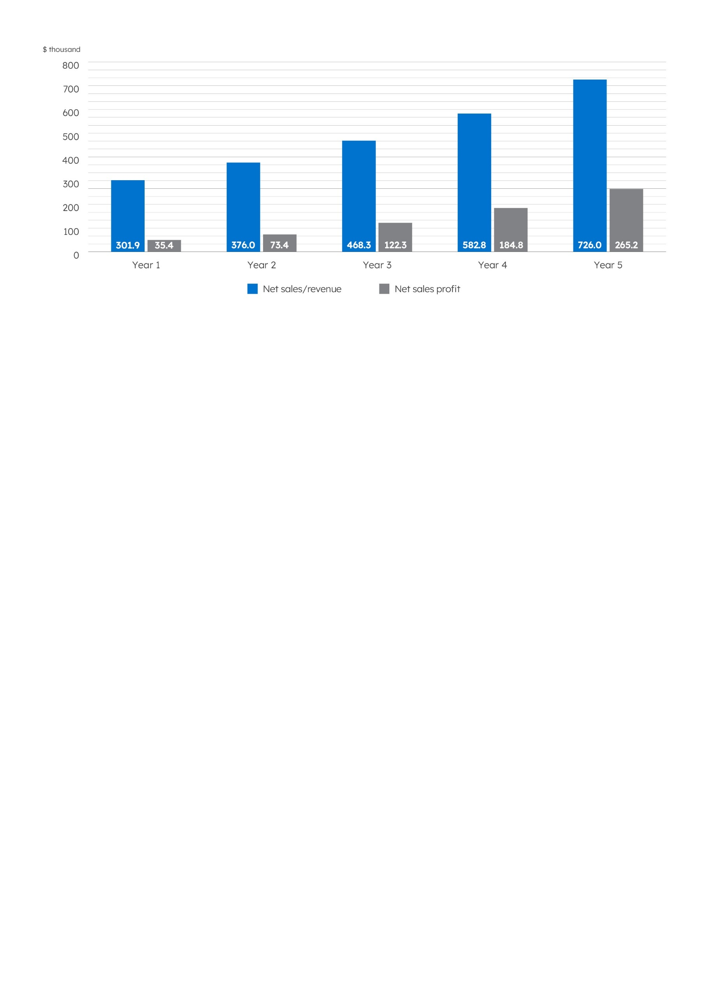 $ thousand
800
700
600
500
400
300
200
100
0
301.9 35.4 376.0 73.4 468.3 122.3 582.8 184.8 726.0 265.2
Year 1 Year 2 Year 3 Year 4 Year 5
Net sales/revenue Net sales profit